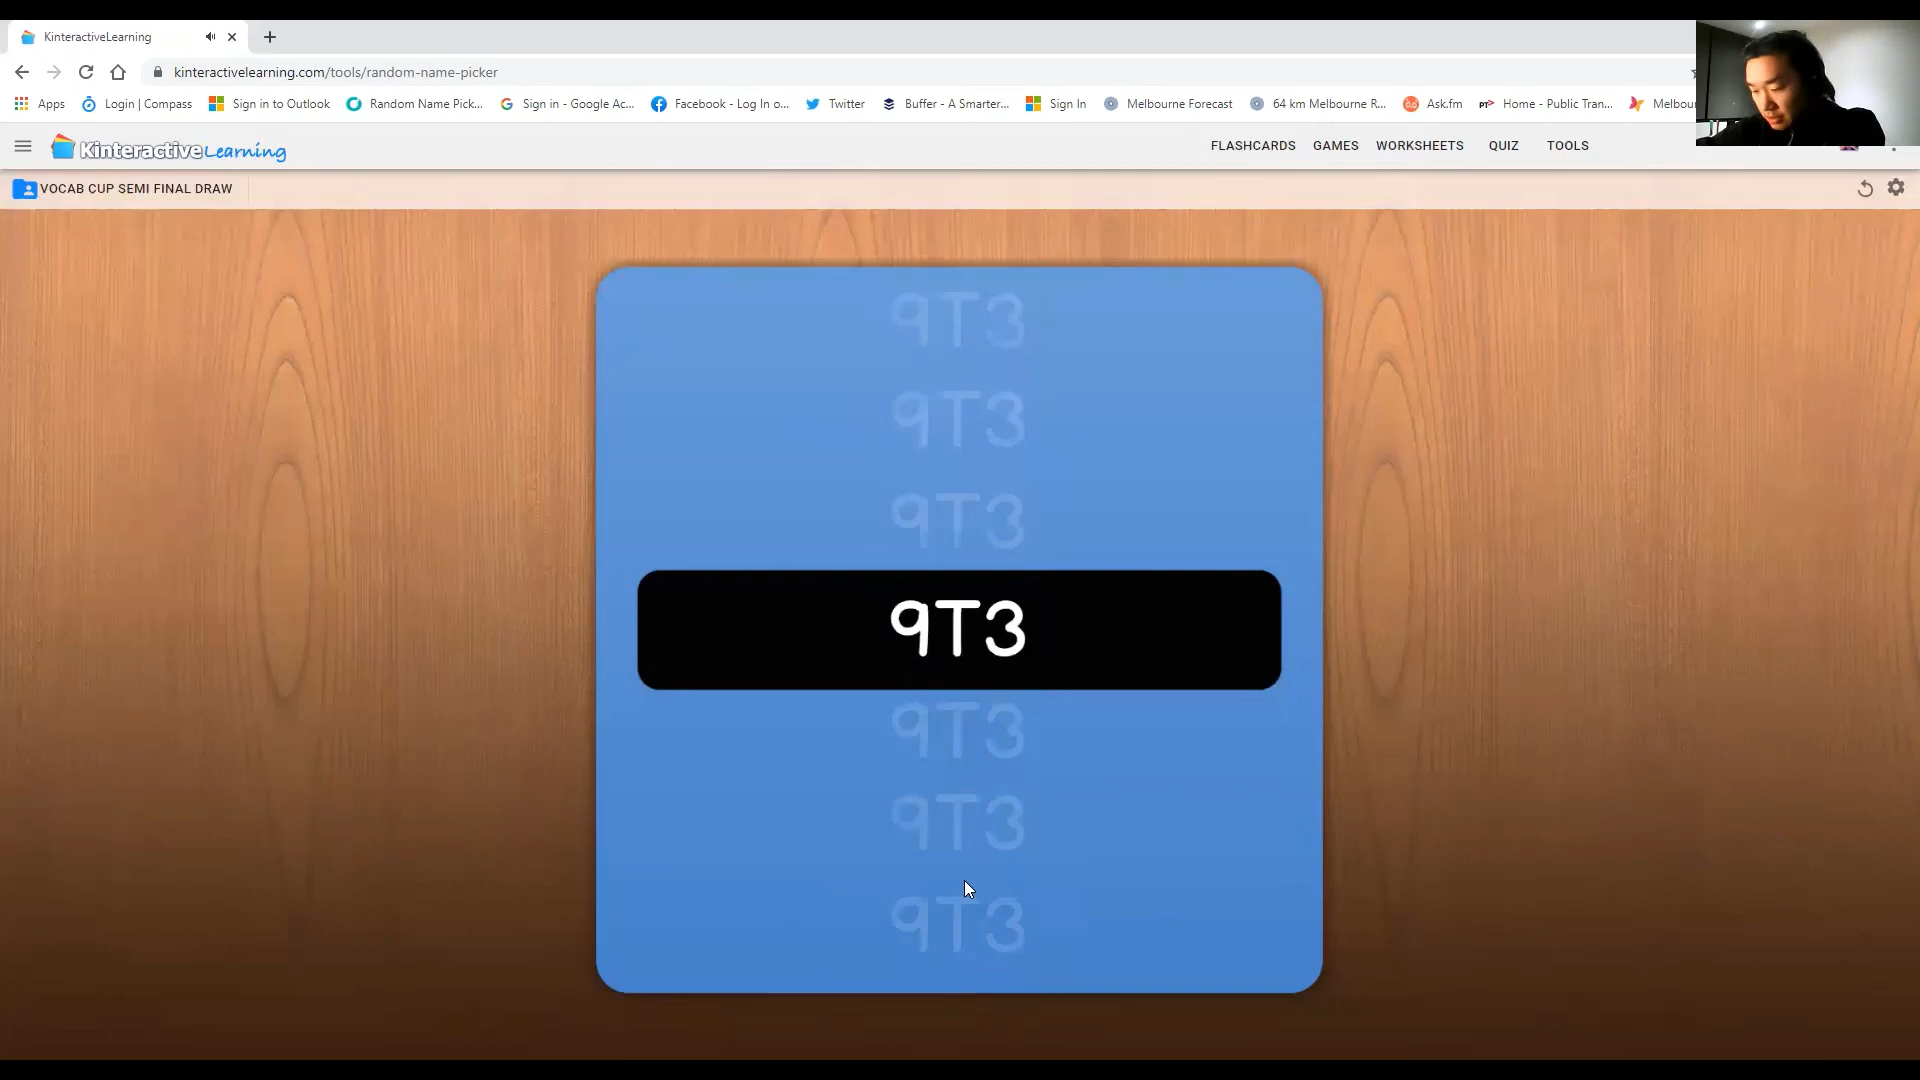 KinteractiveLearning
kinteractivelearning.com/tools/random-name-picker
Apps Login | Compass Sign in to Outlook Random Name Pick... Sign in - Google Ac... Facebook - Log In o... Twitter Buffer - A Smarter... Sign In Melbourne Forecast 64 km Melbourne R... Ask.fm Home - Public Tran... Melbou
KinteractiveLearning FLASHCARDS GAMES WORKSHEETS QUIZ TOOLS
VOCAB CUP SEMI FINAL DRAW
9T3
9T3
9T3
9T3
9T3
9T3
9T3